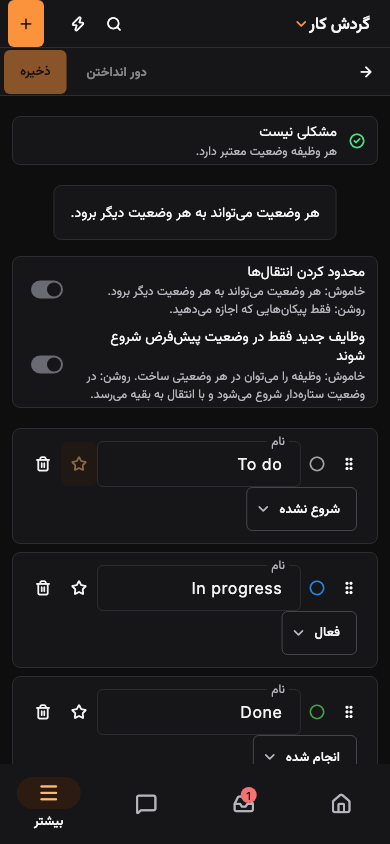 گردش کار
دور انداختن
ذخیره
مشکلی نیست
هر وظیفه وضعیت معتبر دارد.
هر وضعیت می‌تواند به هر وضعیت دیگر برود.
محدود کردن انتقال‌ها
خاموش: هر وضعیت می‌تواند به هر وضعیت دیگر برود.
روشن: فقط پیکان‌هایی که اجازه می‌دهید.
وظایف جدید فقط در وضعیت پیش‌فرض شروع
شوند
خاموش: وظیفه را می‌توان در هر وضعیتی ساخت. روشن: در
وضعیت ستاره‌دار شروع می‌شود و با انتقال به بقیه می‌رسد.
نام
To do
شروع نشده
نام
In progress
فعال
نام
Done
انجام شده
1
بیشتر